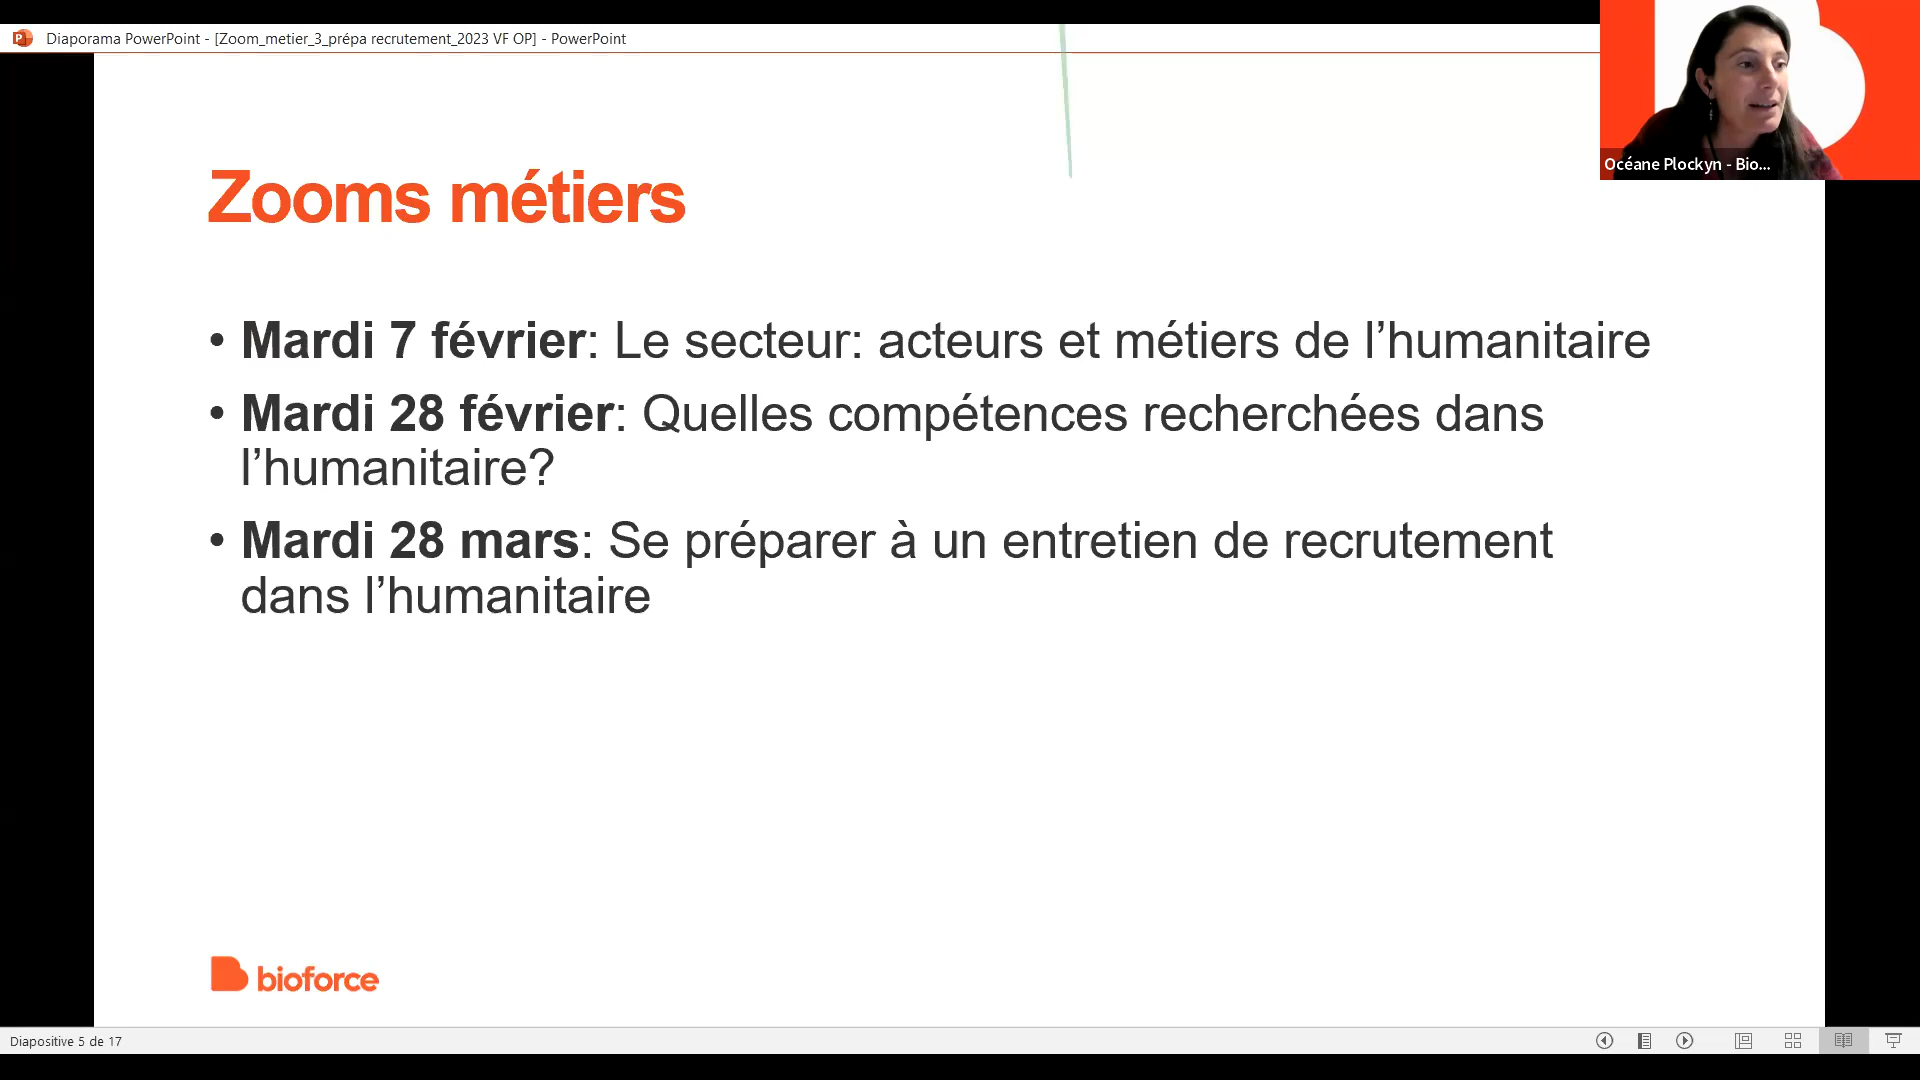 Diaporama PowerPoint - [Zoom_metier_3_prépa recrutement_2023 VF OP] - PowerPoint
Océane Plockyn - Bio...
Zooms métiers
• Mardi 7 février: Le secteur: acteurs et métiers de l’humanitaire
• Mardi 28 février: Quelles compétences recherchées dans
l’humanitaire?
• Mardi 28 mars: Se préparer à un entretien de recrutement
dans l’humanitaire
bioforce
Diapositive 5 de 17